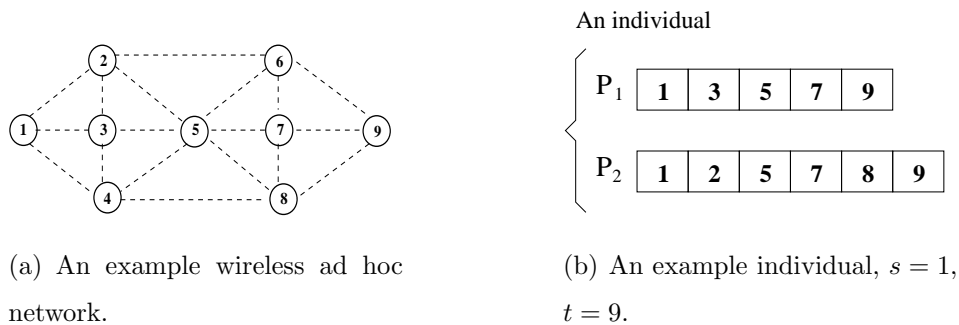 An individual
2 6
1 3 5 7 9
4 8
P1 1 3 5 7 9
P2 1 2 5 7 8 9
(a) An example wireless ad hoc
network.
(b) An example individual, s = 1,
t = 9.